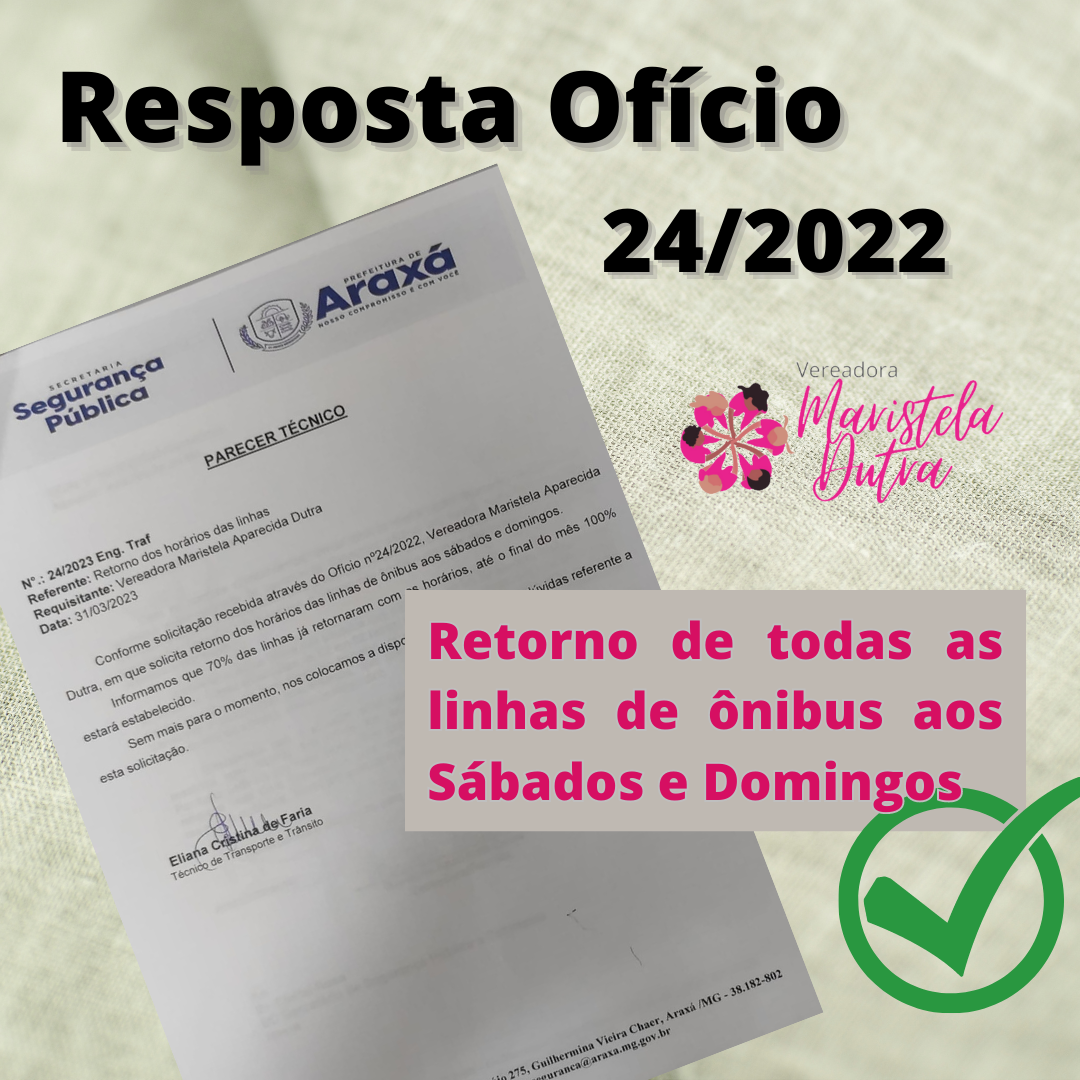 Resposta Ofício
24/2022
PREFEITURA DE
Araxá
NOSSO COMPROMISSO É COM VOCÊ
SECRETARIA
Segurança
Pública
PARECER TÉCNICO
Nº.: 24/2023 Eng. Traf
Referente: Retorno dos horários das linhas
Requisitante: Vereadora Maristela Aparecida Dutra
Data: 31/03/2023
Conforme solicitação recebida através do Ofício nº24/2022, Vereadora Maristela Aparecida
Dutra, em que solicita retorno dos horários das linhas de ônibus aos sábados e domingos.
Informamos que 70% das linhas já retornaram com os horários, até o final do mês 100%
estará estabelecido.
Sem mais para o momento, nos colocamos a dúvidas referente a
esta solicitação.
Eliana Cristina de Faria
Técnico de Transporte e Trânsito
275, Guilhermina Vieira Chaer, Araxá /MG - 38.182-802
seguranca@araxa.mg.gov.br
Vereadora
Maristela
Dutra
Retorno de todas as
linhas de ônibus aos
Sábados e Domingos